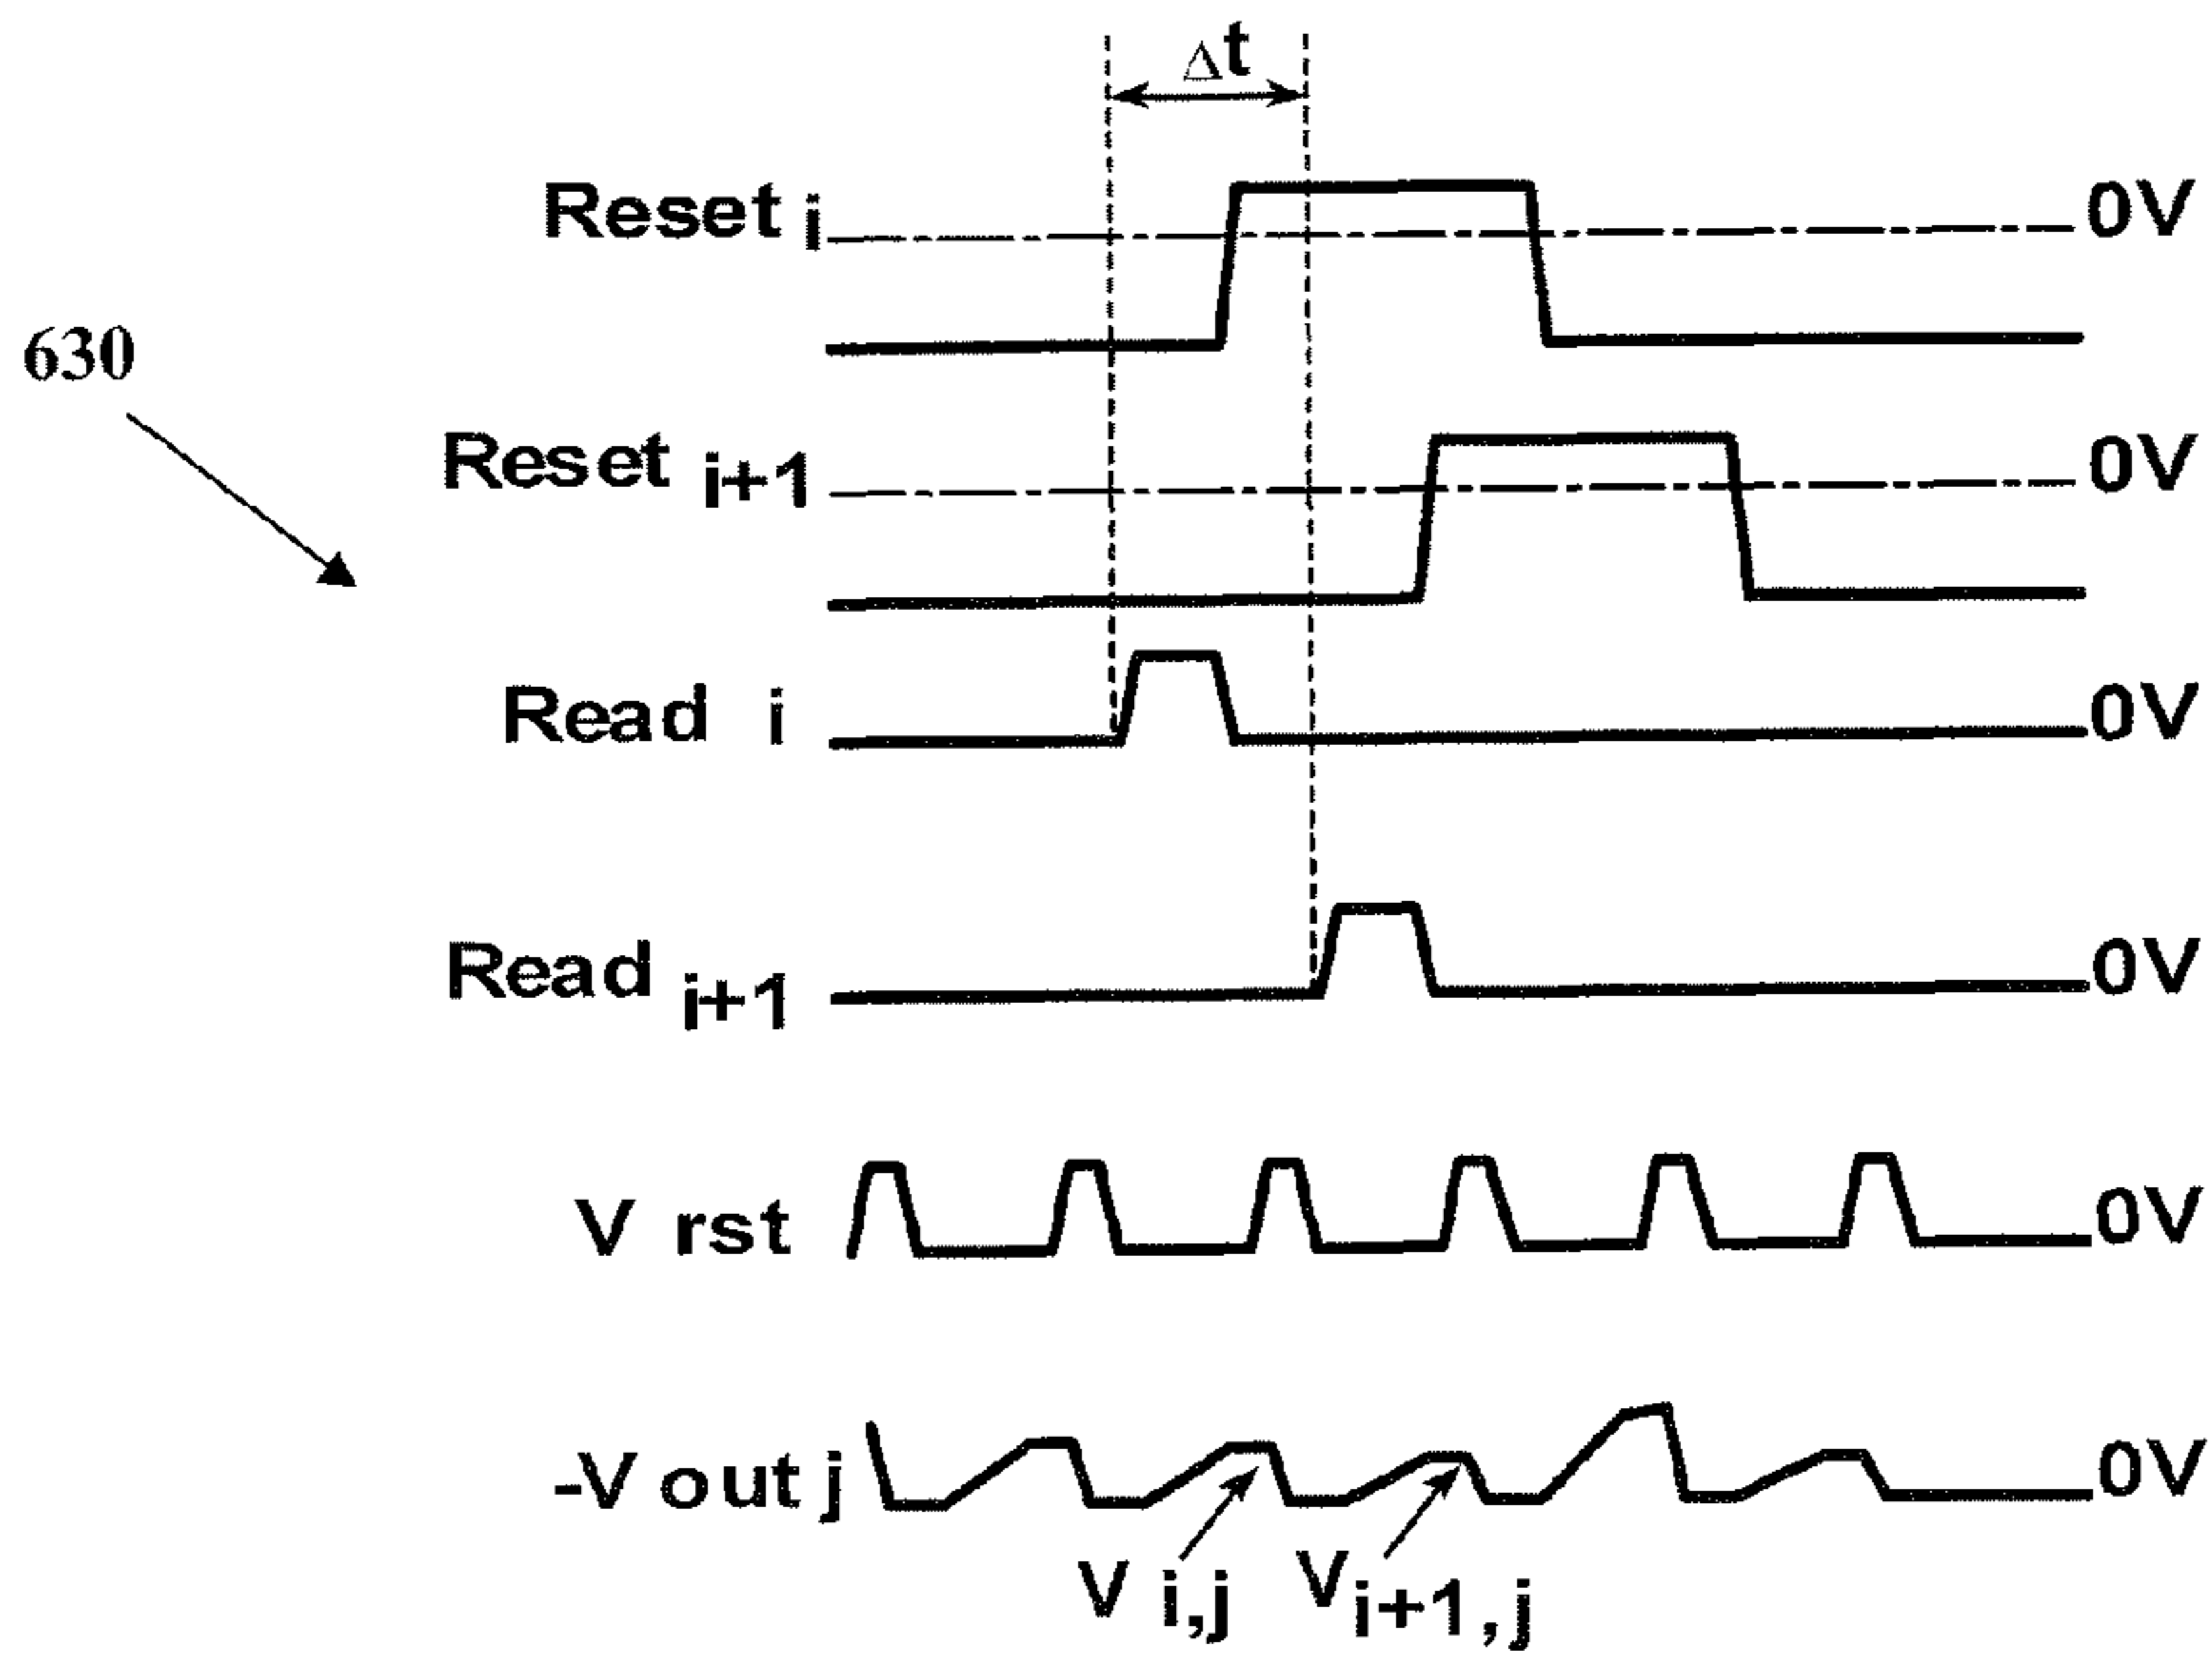 Δt
Reset i 0V
630
Reset i+1 0V
Read i 0V
Read i+1 0V
V rst 0V
-V out j 0V
V i,j V i+1,j